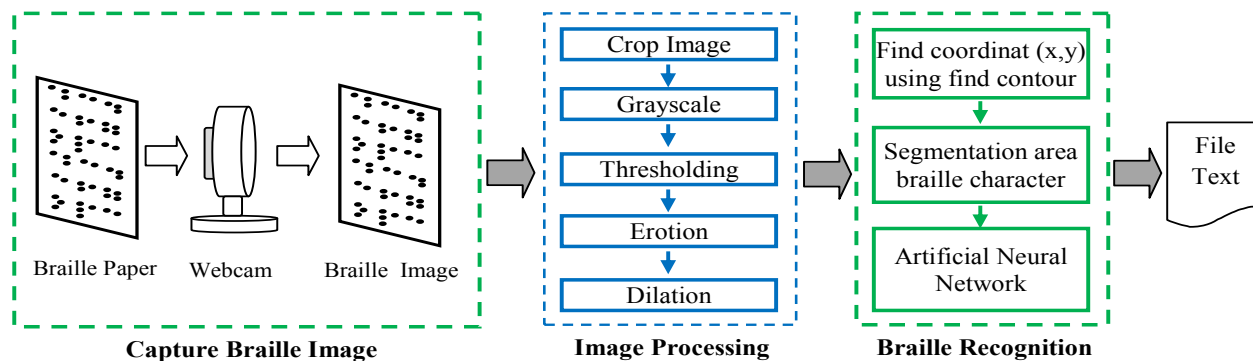 Braille Paper
Webcam
Braille Image
Capture Braille Image
Crop Image
Grayscale
Thresholding
Erotion
Dilation
Image Processing
Find coordinat (x,y)
using find contour
Segmentation area
braille character
Artificial Neural
Network
Braille Recognition
File
Text